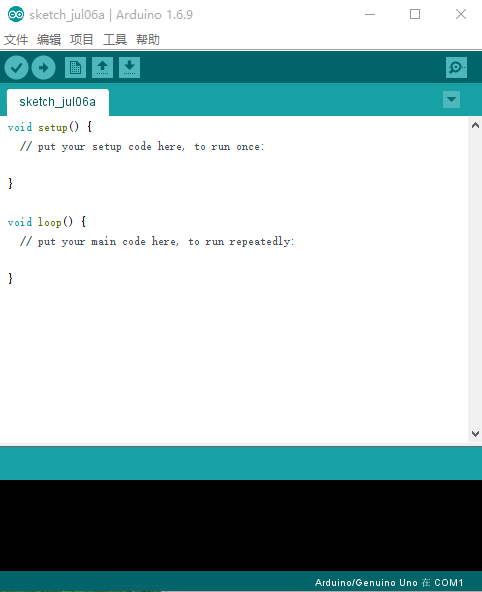 sketch_jul06a | Arduino 1.6.9
文件 编辑 项目 工具 帮助
sketch_jul06a
void setup() {
// put your setup code here, to run once:
}
void loop() {
// put your main code here, to run repeatedly:
}
Arduino/Genuino Uno 在 COM1